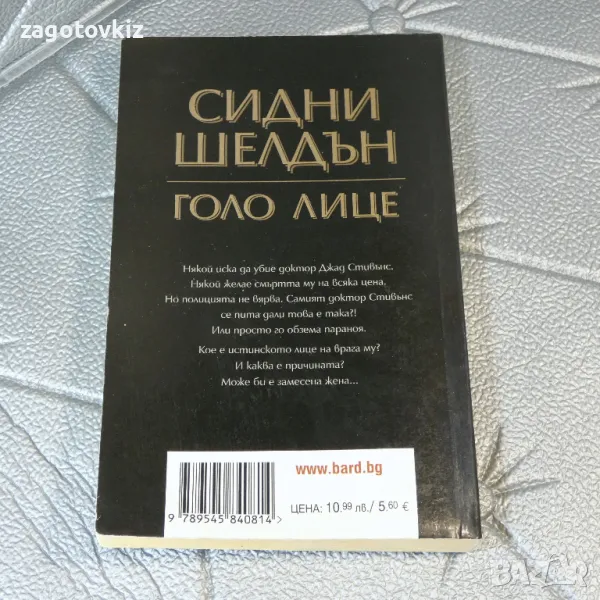 zagotovkiz
СИДНИ
ШЕЛДЪН
ГОЛО ЛИЦЕ
Някой иска да убие доктор Джад Стивънс.
Някой желае смъртта му на всяка цена.
Но полицията не вярва. Самият доктор Стивънс
се пита дали това е така?!
Или просто го обзема параноя.
Кое е истинското лице на врага му?
И каква е причината?
Може би е замесена жена...
www.bard.bg
ЦЕНА: 10.99 лв./ 5.60 €
9 789545 840814 >
BAZAR